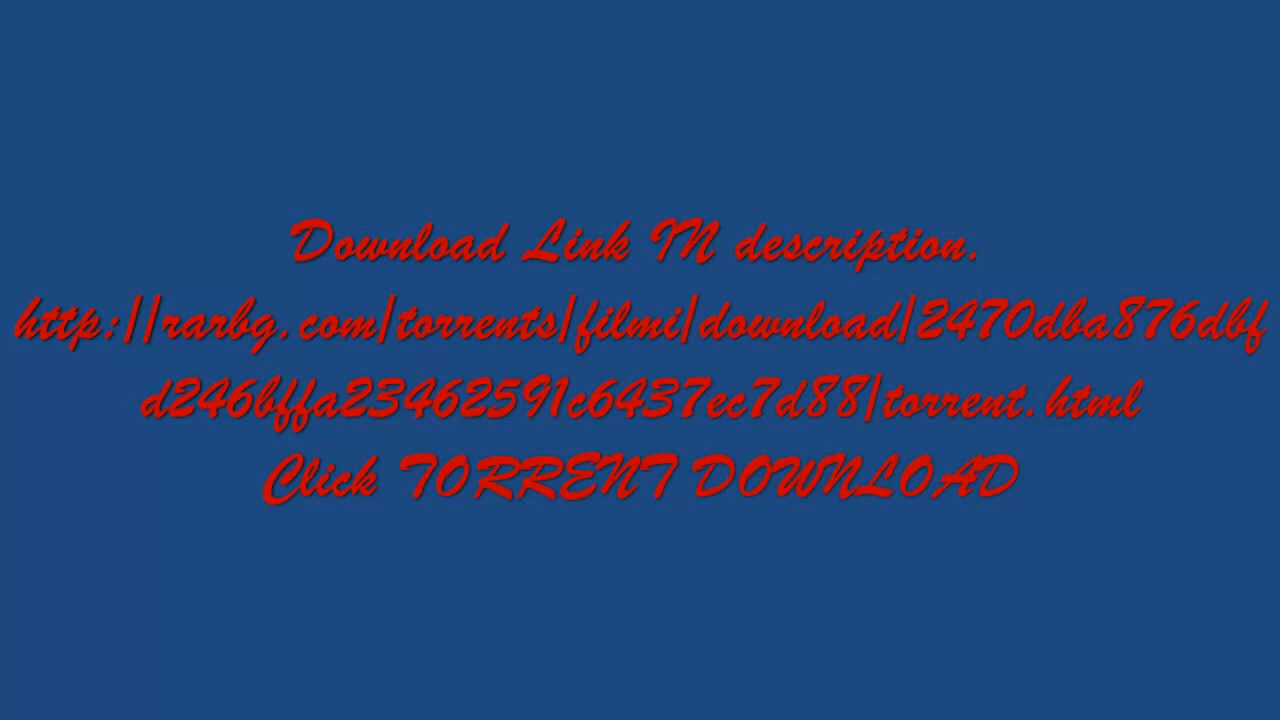 Download Link IN description.
http://rarbg.com/torrents/filmi/download/2470dba876dbf
d246bffa23462591c6437ec7d88/torrent.html
Click TORRENT DOWNLOAD